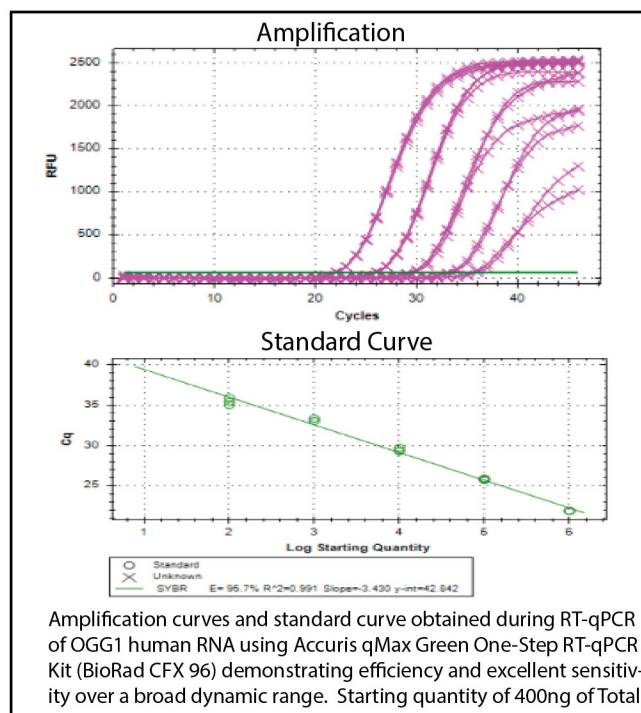 Amplification
2500
2000
1500
1000
500
0
RFU
0 10 20 30 40
Cycles
Standard Curve
40
35
30
25
Cq
1 2 3 4 5 6
Log Starting Quantity
Standard
Unknown
SYBR E= 95.7% R^2=0.991 Slope=-3.430 y-int=42.842
Amplification curves and standard curve obtained during RT-qPCR
of OGG1 human RNA using Accuris qMax Green One-Step RT-qPCR
Kit (BioRad CFX 96) demonstrating efficiency and excellent sensitiv-
ity over a broad dynamic range. Starting quantity of 400ng of Total